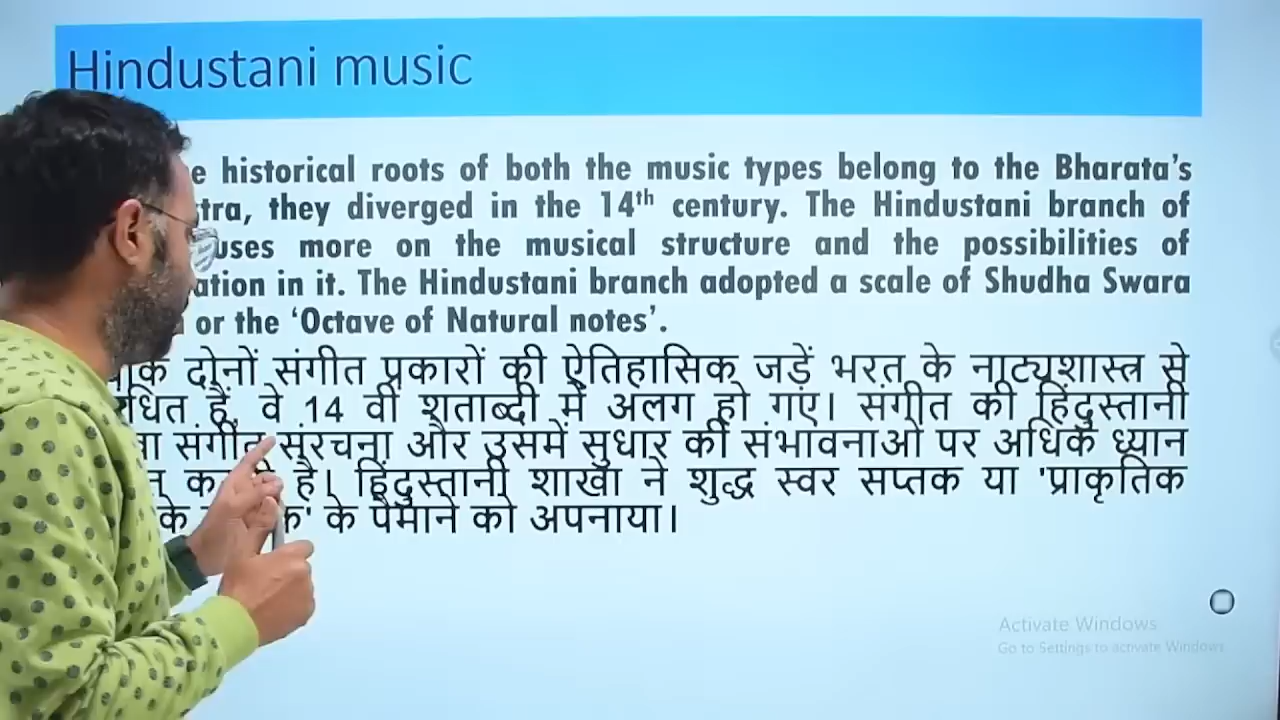 Hindustani music
historical roots of both the music types belong to the Bharata's
they diverged in the 14th century. The Hindustani branch of
more on the musical structure and the possibilities of
in it. The Hindustani branch adopted a scale of Shudha Swara
or the 'Octave of Natural notes'.
दोनों संगीत प्रकारों की ऐतिहासिक जड़ें भरत के नाट्यशास्त्र से
हैं, वे 14 वीं शताब्दी में अलग हो गए। संगीत की हिंदुस्तानी
संगीत संरचना और उसमें सुधार की संभावनाओं पर अधिक ध्यान
है। हिंदुस्तानी शाखा ने शुद्ध स्वर सप्तक या 'प्राकृतिक
के के पैमाने को अपनाया।
Activate Windows
Go to Settings to activate Windows.